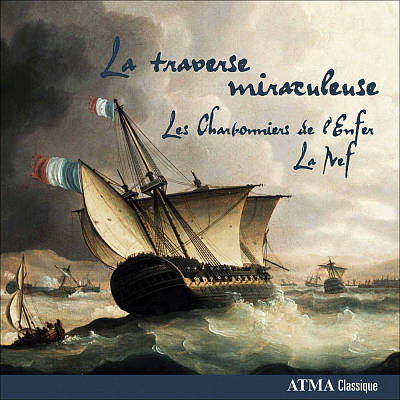 La traverse
miraculeuse
Les Charbonniers de l'Enfer
La Nef
ATMA Classique